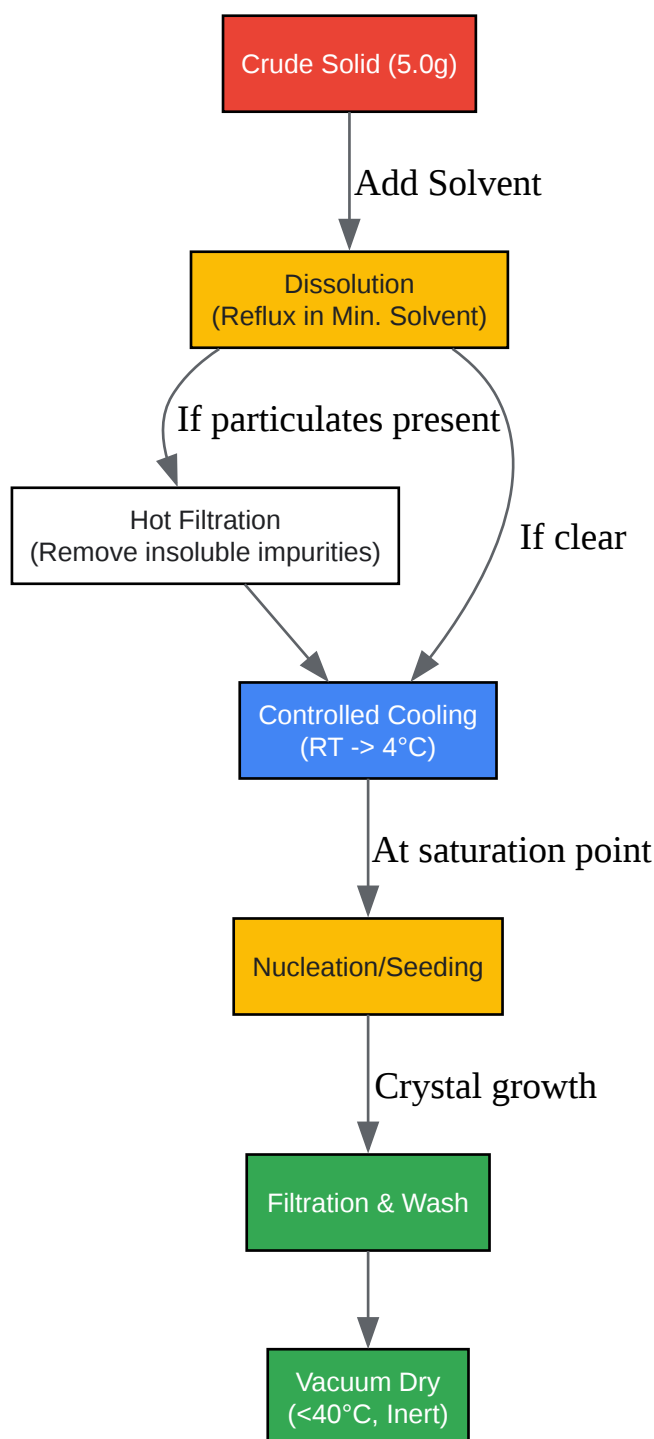 Crude Solid (5.0g)
Add Solvent
Dissolution
(Reflux in Min. Solvent)
If particulates present
Hot Filtration
(Remove insoluble impurities)
If clear
Controlled Cooling
(RT -> 4°C)
At saturation point
Nucleation/Seeding
Crystal growth
Filtration & Wash
Vacuum Dry
(<40°C, Inert)